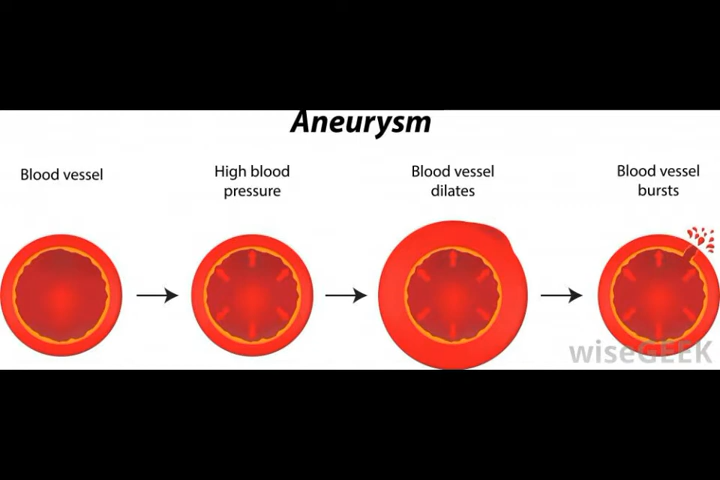 Aneurysm
Blood vessel
High blood
pressure
Blood vessel
dilates
Blood vessel
bursts
wiseGEEK